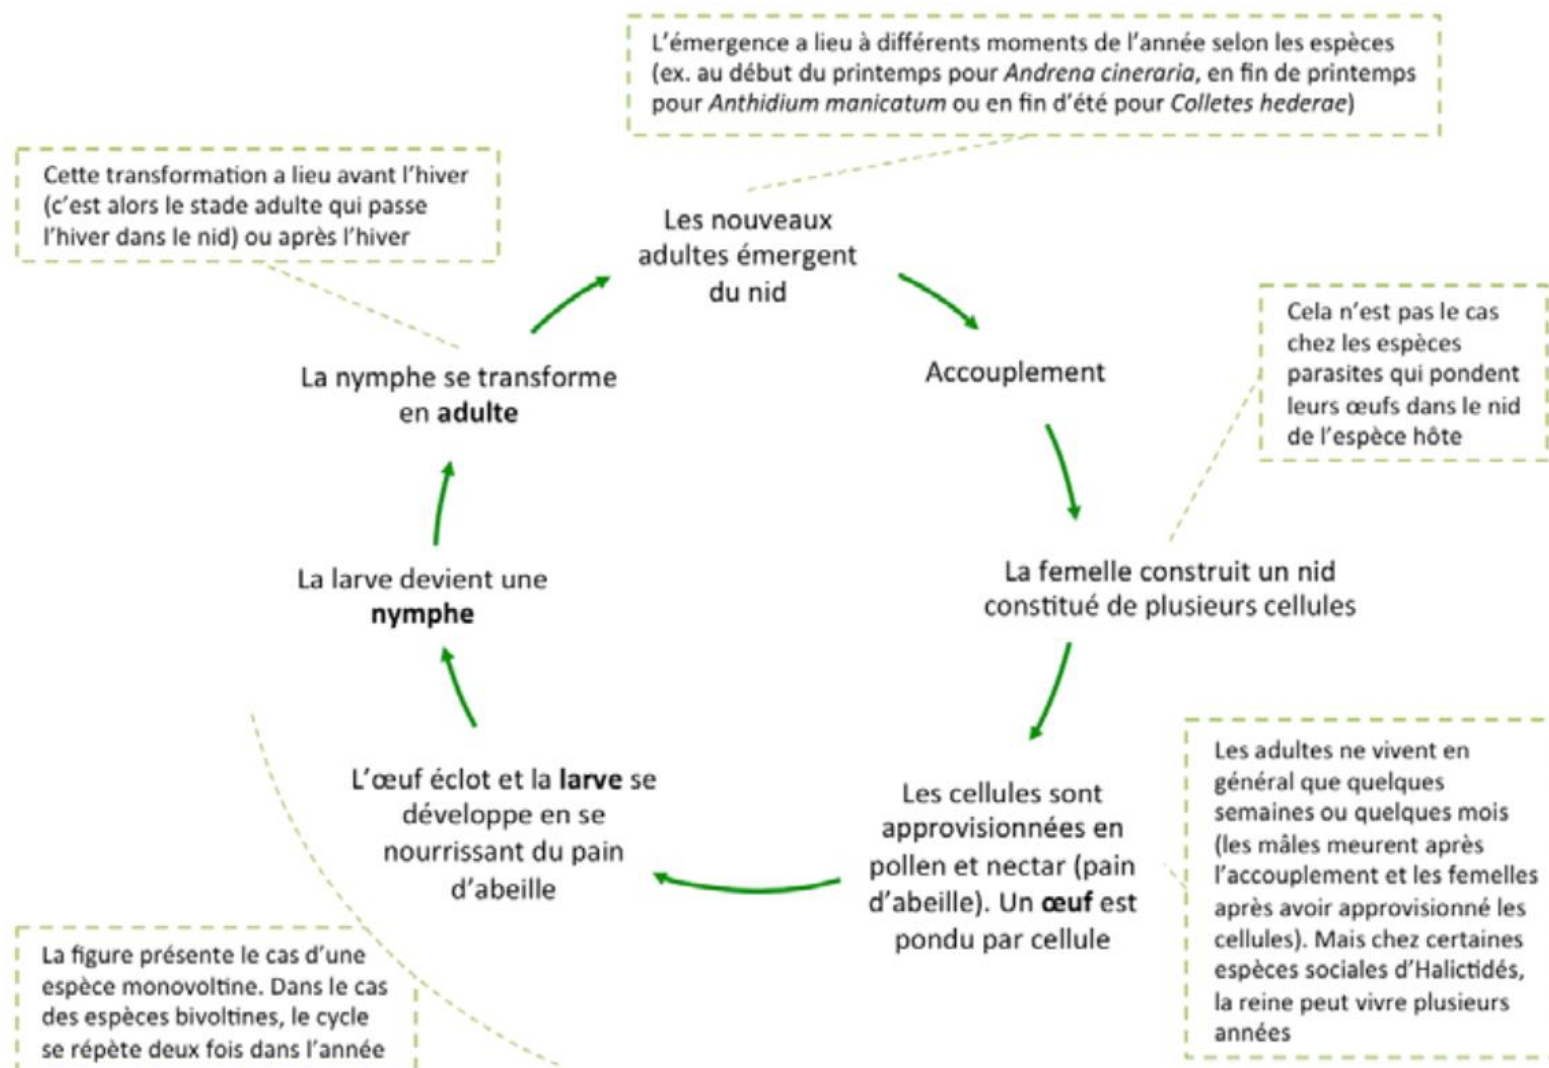 L'émergence a lieu à différents moments de l'année selon les espèces
(ex. au début du printemps pour Andrena cineraria, en fin de printemps
pour Anthidium manicatum ou en fin d'été pour Colletes hederae)
Cette transformation a lieu avant l'hiver
(c'est alors le stade adulte qui passe
l'hiver dans le nid) ou après l'hiver
Les nouveaux
adultes émergent
du nid
Accouplement
Cela n'est pas le cas
chez les espèces
parasites qui pondent
leurs œufs dans le nid
de l'espèce hôte
La femelle construit un nid
constitué de plusieurs cellules
Les cellules sont
approvisionnées en
pollen et nectar (pain
d'abeille). Un œuf est
pondu par cellule
Les adultes ne vivent en
général que quelques
semaines ou quelques mois
(les mâles meurent après
l'accouplement et les femelles
après avoir approvisionné les
cellules). Mais chez certaines
espèces sociales d'Halictidés,
la reine peut vivre plusieurs
années
L'œuf éclot et la larve se
développe en se
nourrissant du pain
d'abeille
La larve devient une
nymphe
La nymphe se transforme
en adulte
La figure présente le cas d'une
espèce monovoltine. Dans le cas
des espèces bivoltines, le cycle
se répète deux fois dans l'année